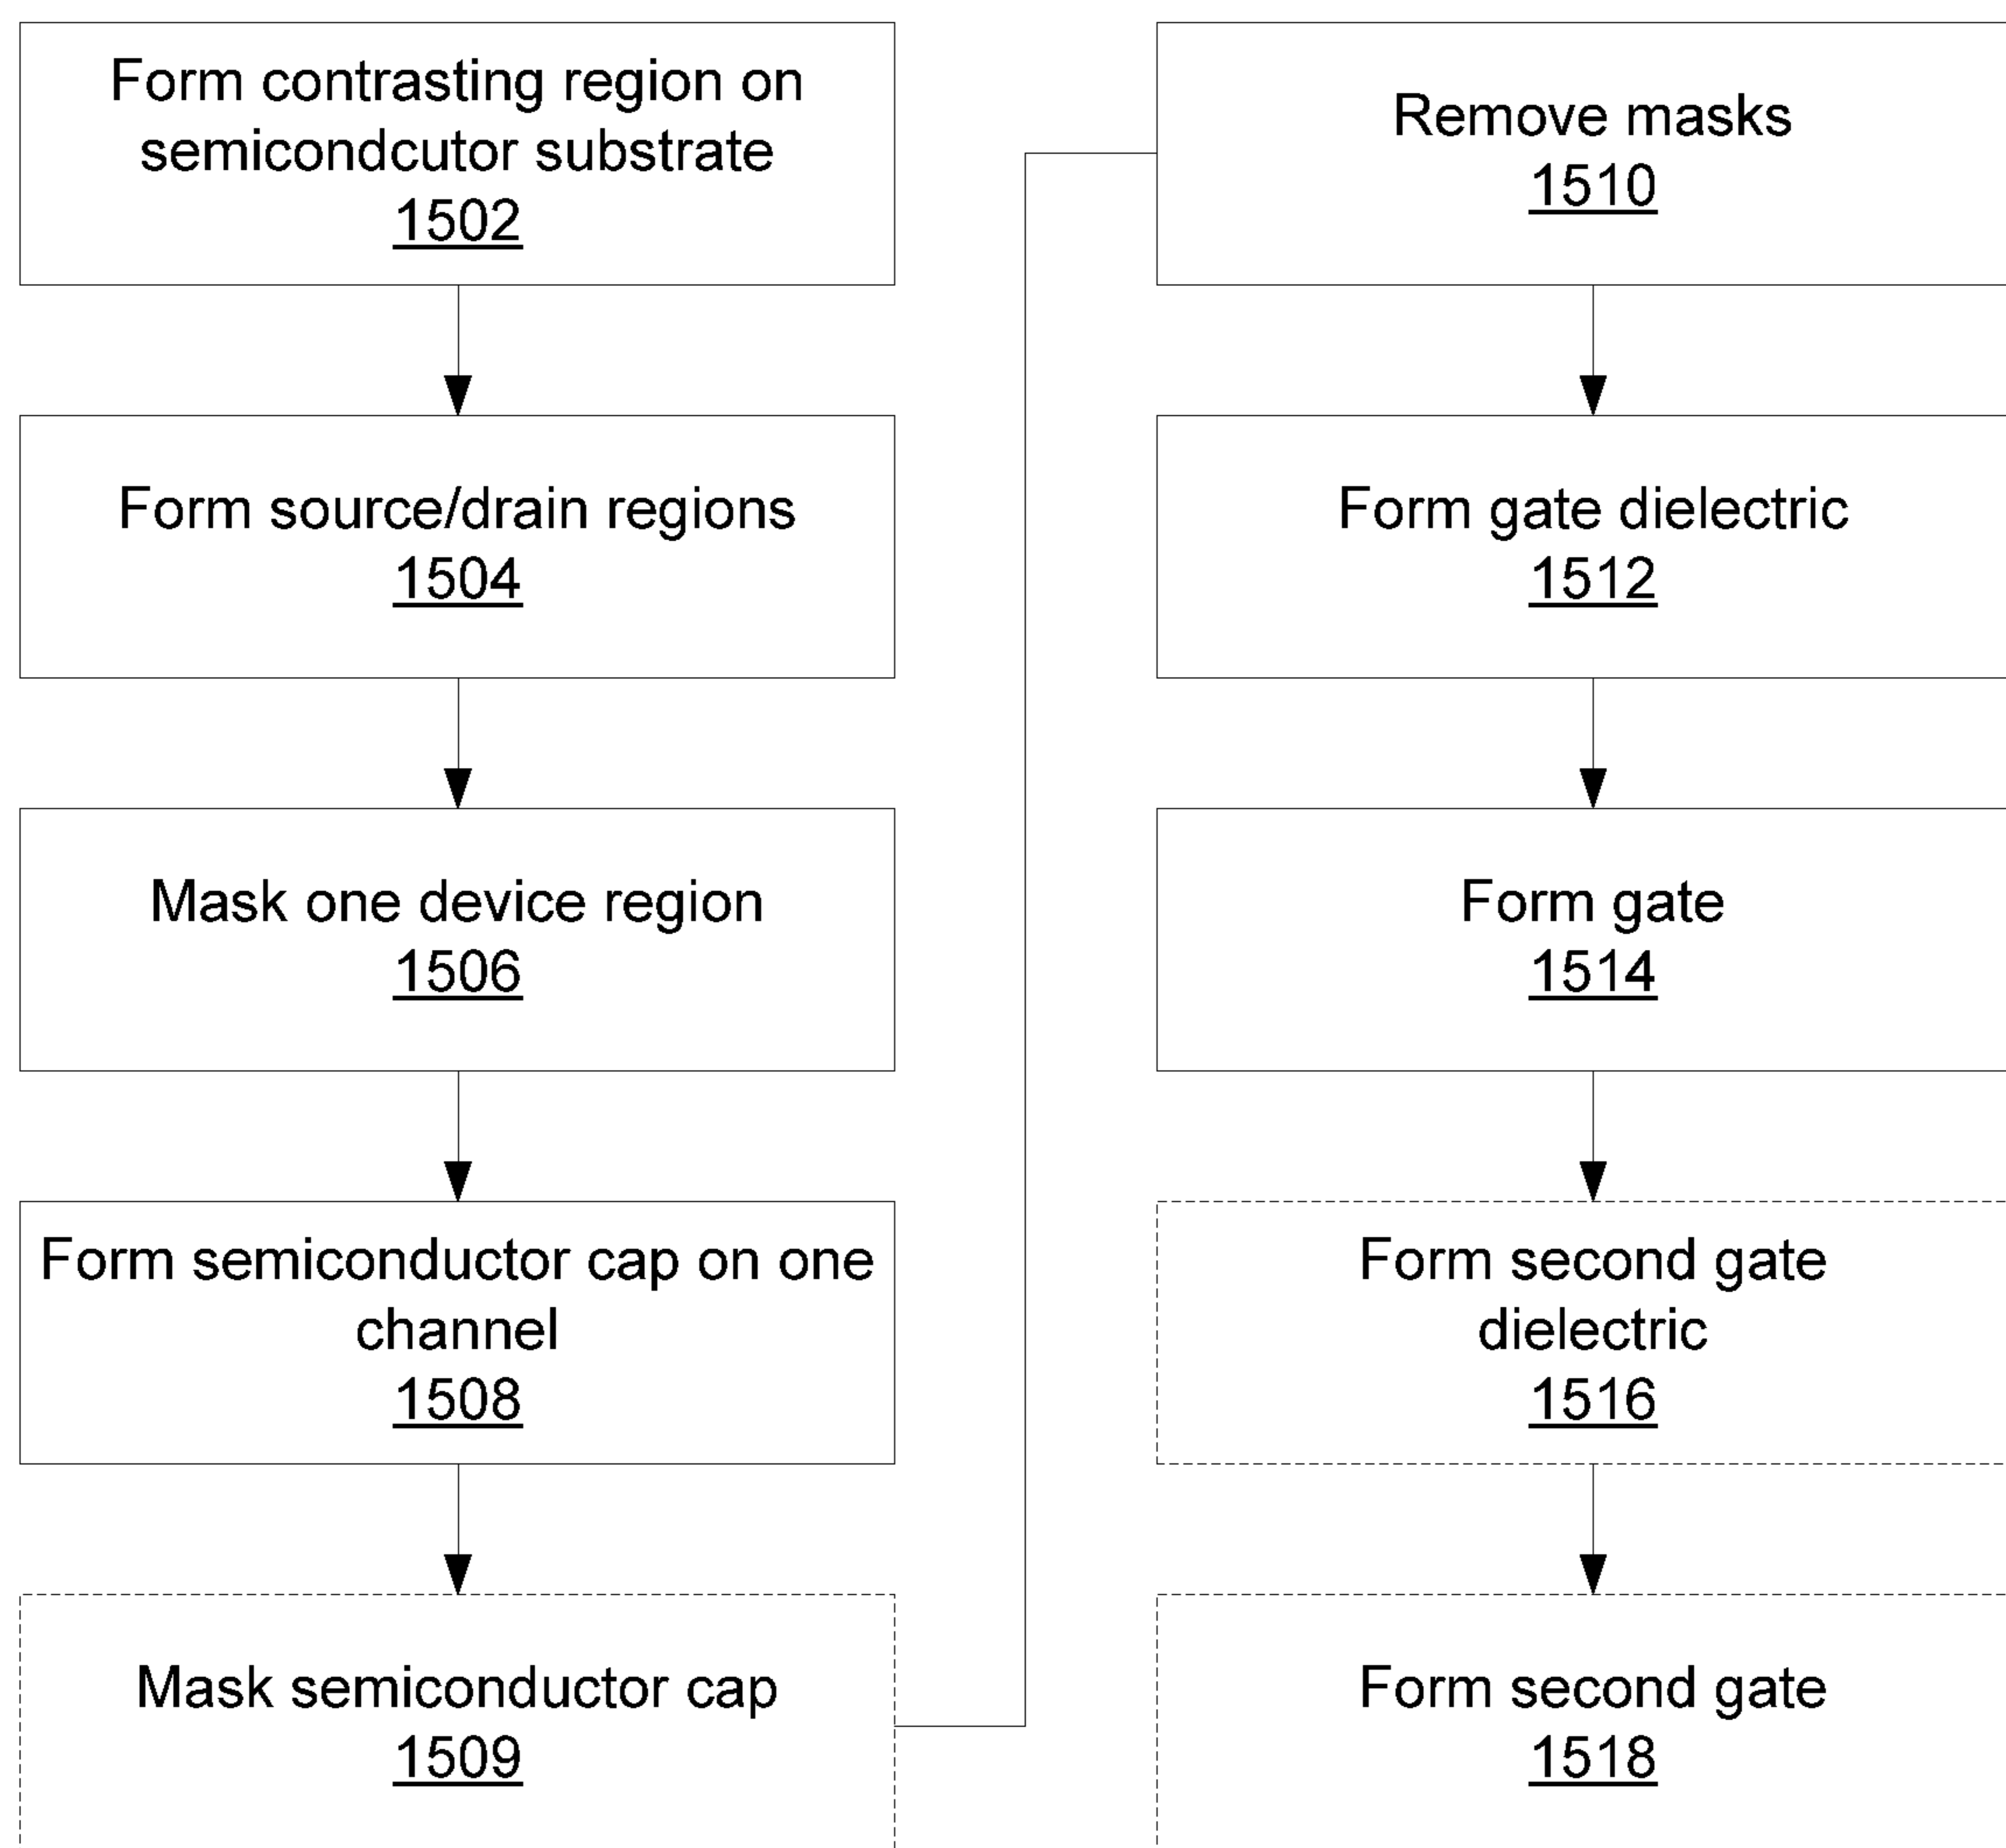 Form contrasting region on
semicondcutor substrate
1502
Form source/drain regions
1504
Mask one device region
1506
Form semiconductor cap on one
channel
1508
Mask semiconductor cap
1509
Remove masks
1510
Form gate dielectric
1512
Form gate
1514
Form second gate
dielectric
1516
Form second gate
1518